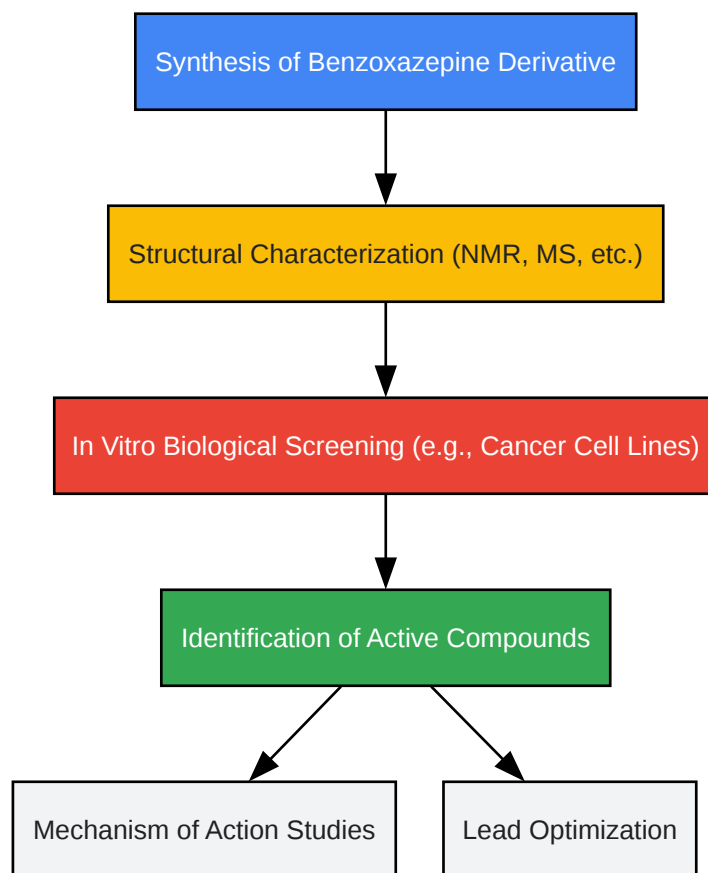 Synthesis of Benzoxazepine Derivative
Structural Characterization (NMR, MS, etc.)
In Vitro Biological Screening (e.g., Cancer Cell Lines)
Identification of Active Compounds
Mechanism of Action Studies
Lead Optimization